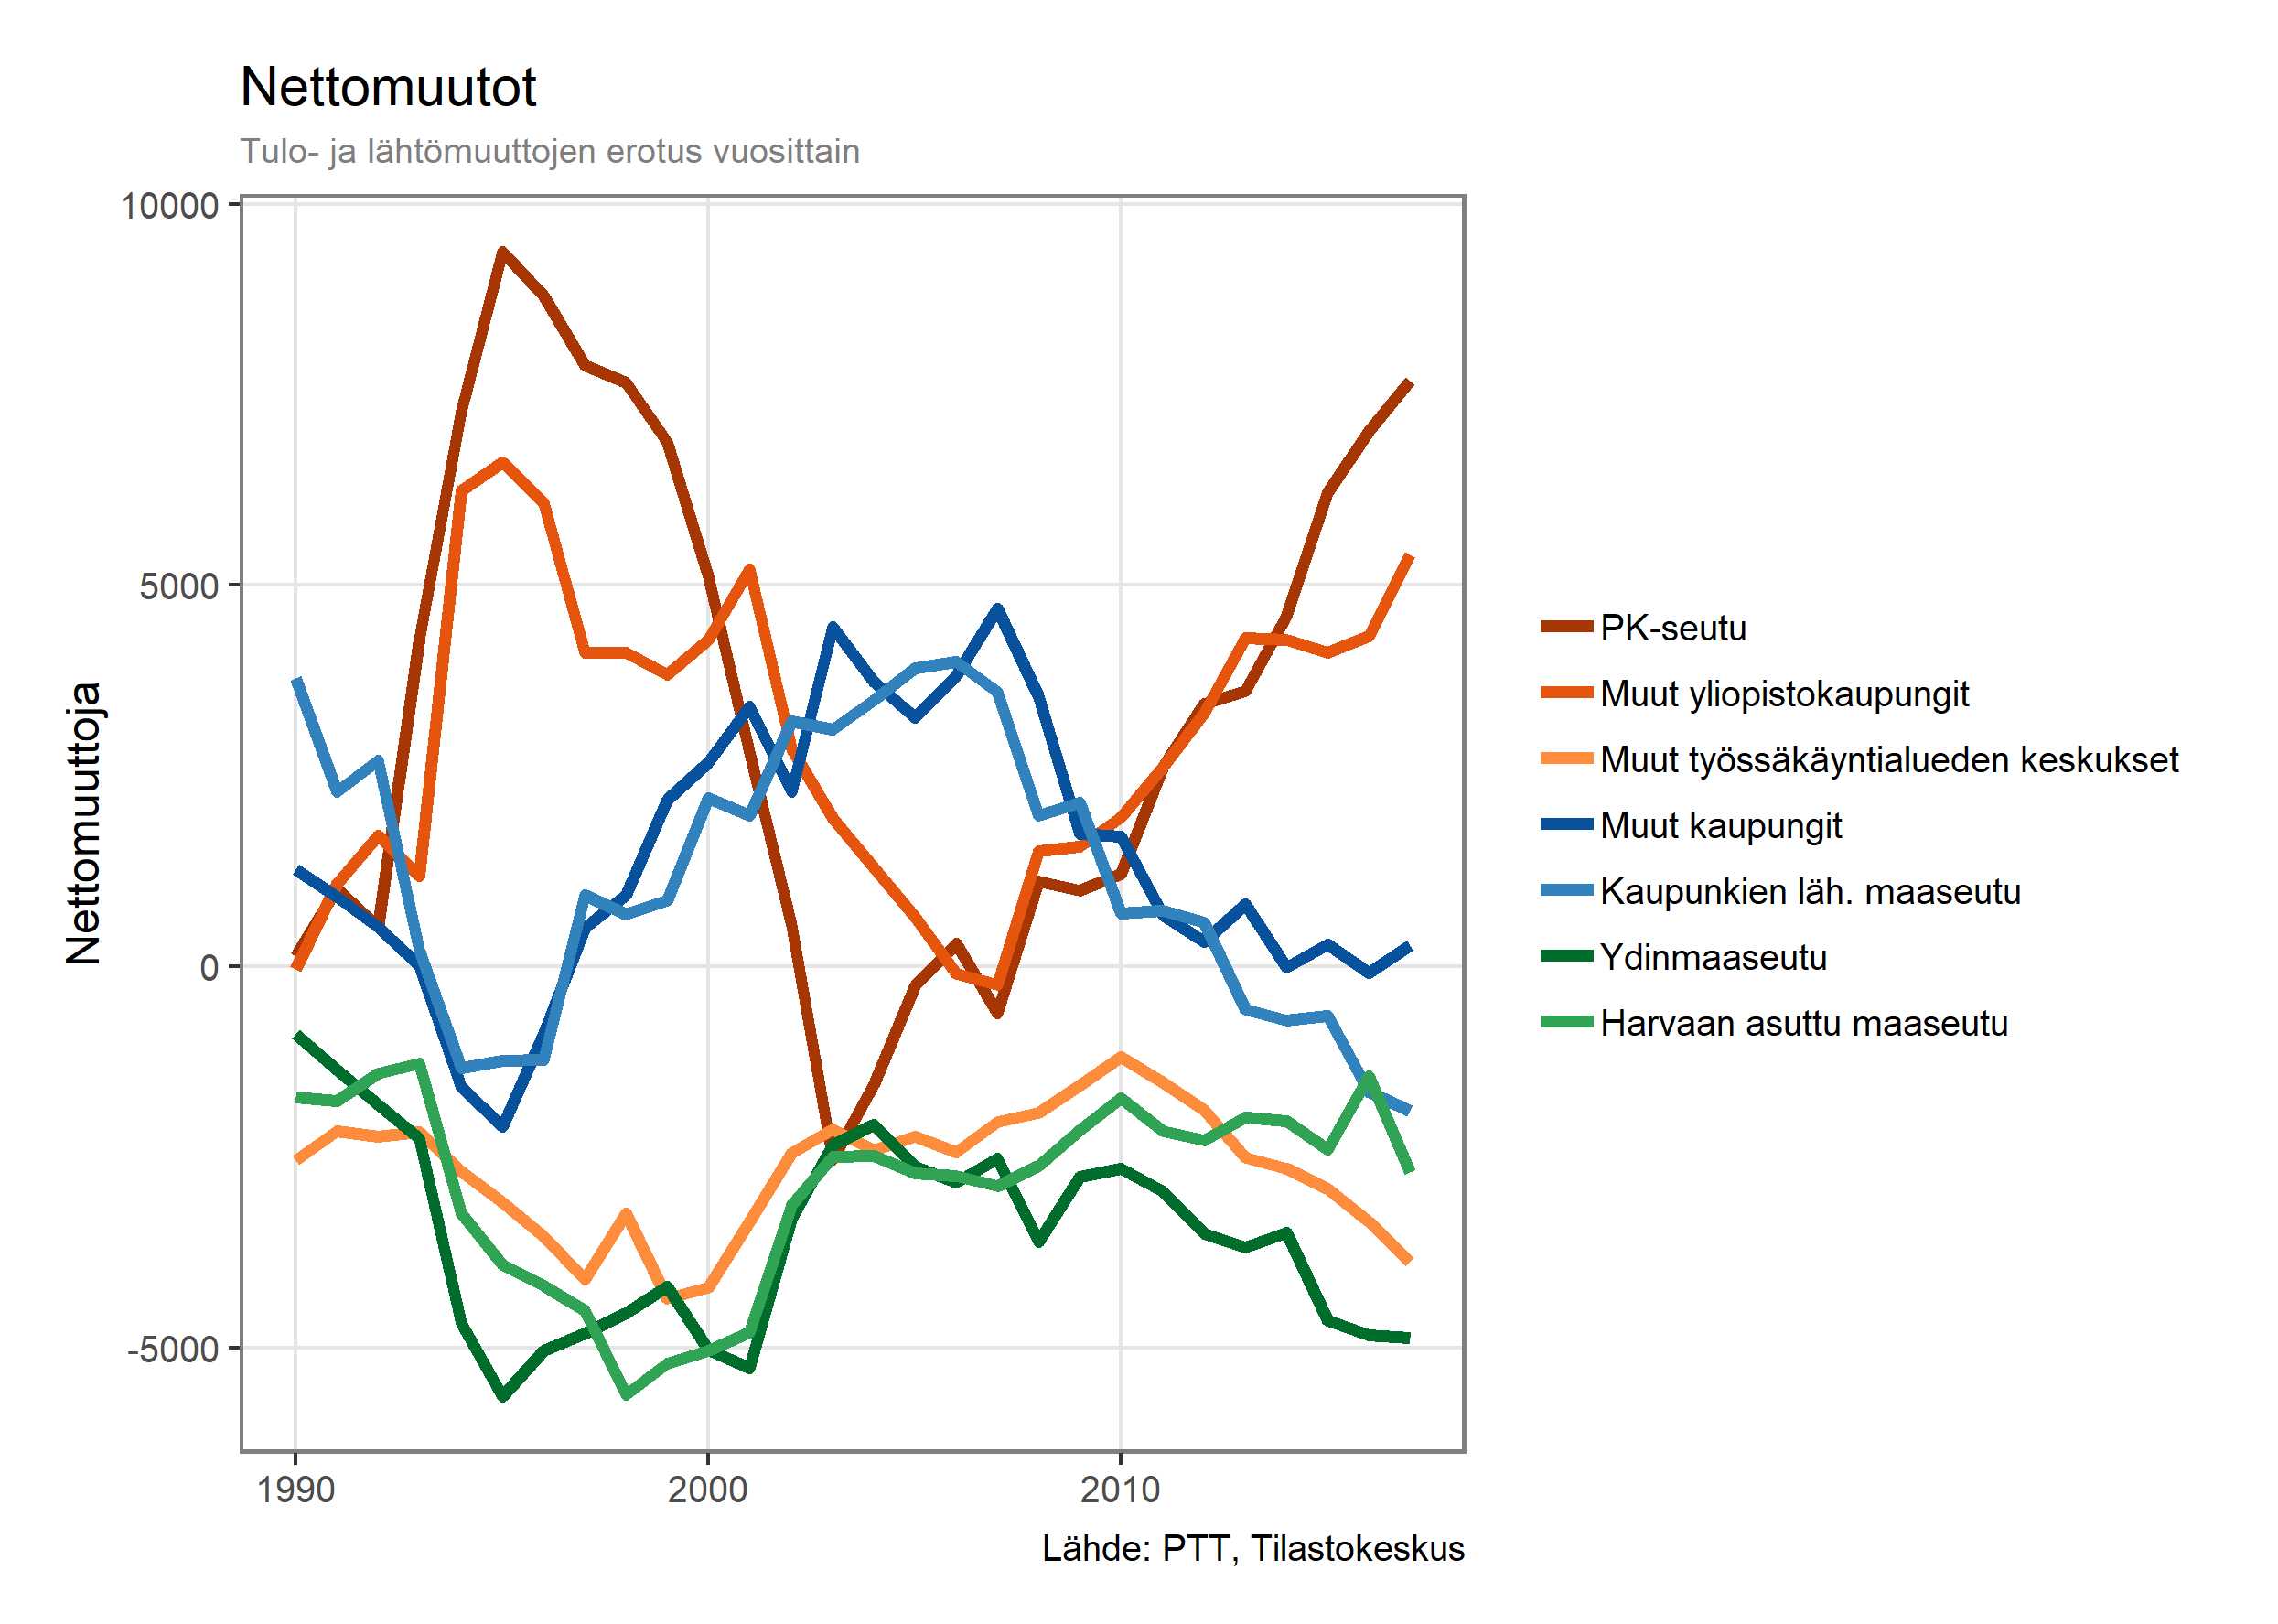 Nettomuutot
Tulo- ja lähtömuuttojen erotus vuosittain
Nettomuuttoja
10000
5000
0
-5000
1990
2000
2010
PK-seutu
Muut yliopistokaupungit
Muut työssäkäyntialueden keskukset
Muut kaupungit
Kaupunkien läh. maaseutu
Ydinmaaseutu
Harvaan asuttu maaseutu
Lähde: PTT, Tilastokeskus